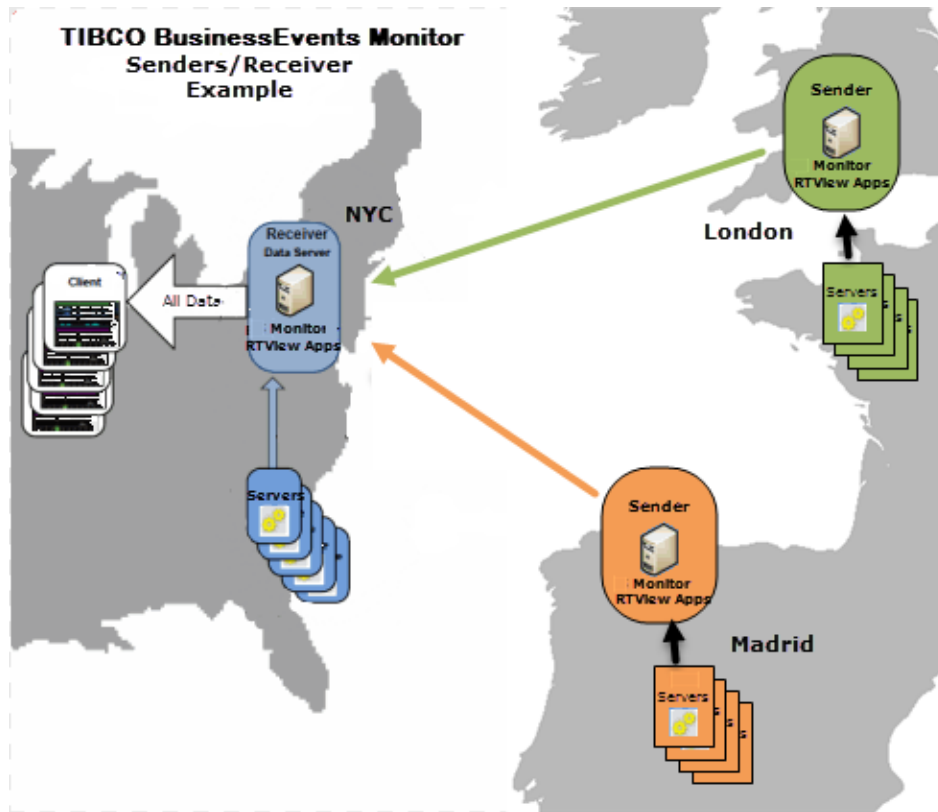 TIBCO BusinessEvents Monitor
Senders/Receiver
Example
Sender
Monitor
RTView Apps
London
Servers
s
s
s
NYC
Receiver
Data Server
Monitor
RTView Apps
All Data
Client
Servers
Sender
Monitor
RTView Apps
Madrid
Servers
s
s
s